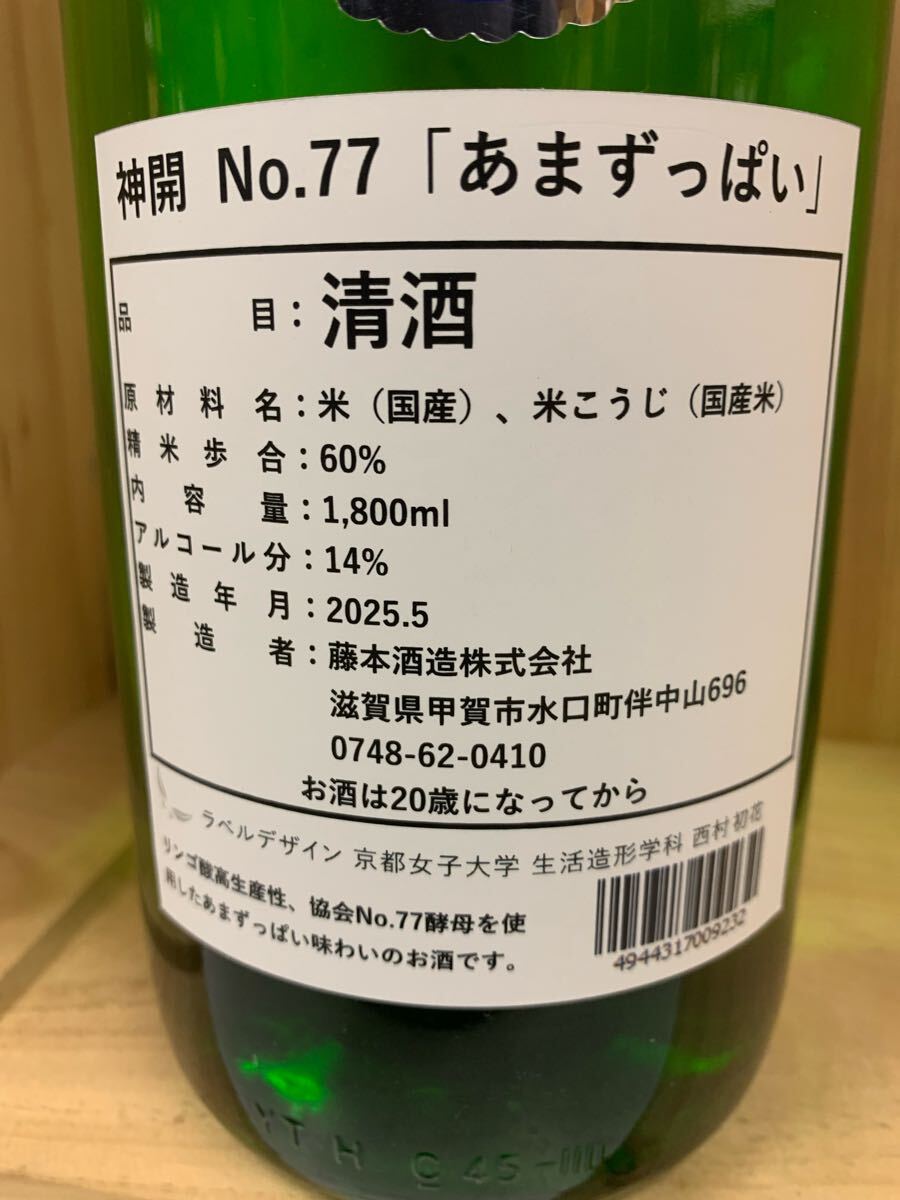 神開 No.77「あまずっぱい」
品目：清酒
原材料名：米（国産）、米こうじ（国産米）
精米歩合：60%
内容量：1,800ml
アルコール分：14%
製造年月：2025.5
製造者：藤本酒造株式会社
滋賀県甲賀市水口町伴中山696
0748-62-0410
お酒は20歳になってから
ラベルデザイン 京都女子大学 生活造形学科 西村初花
リンゴ酸高生産性、協会No.77酵母を使
用したあまずっぱい味わいのお酒です。
4944317009232